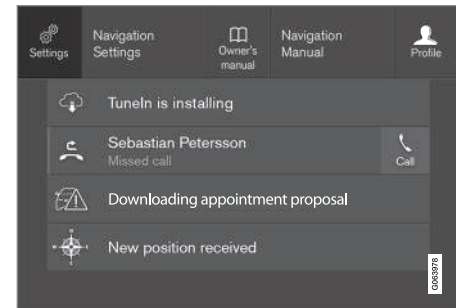 Settings
Navigation
Settings
Owner's
manual
Navigation
Manual
Profile
TuneIn is installing
Sebastian Petersson
Missed call
Call
Downloading appointment proposal
New position received
G063978